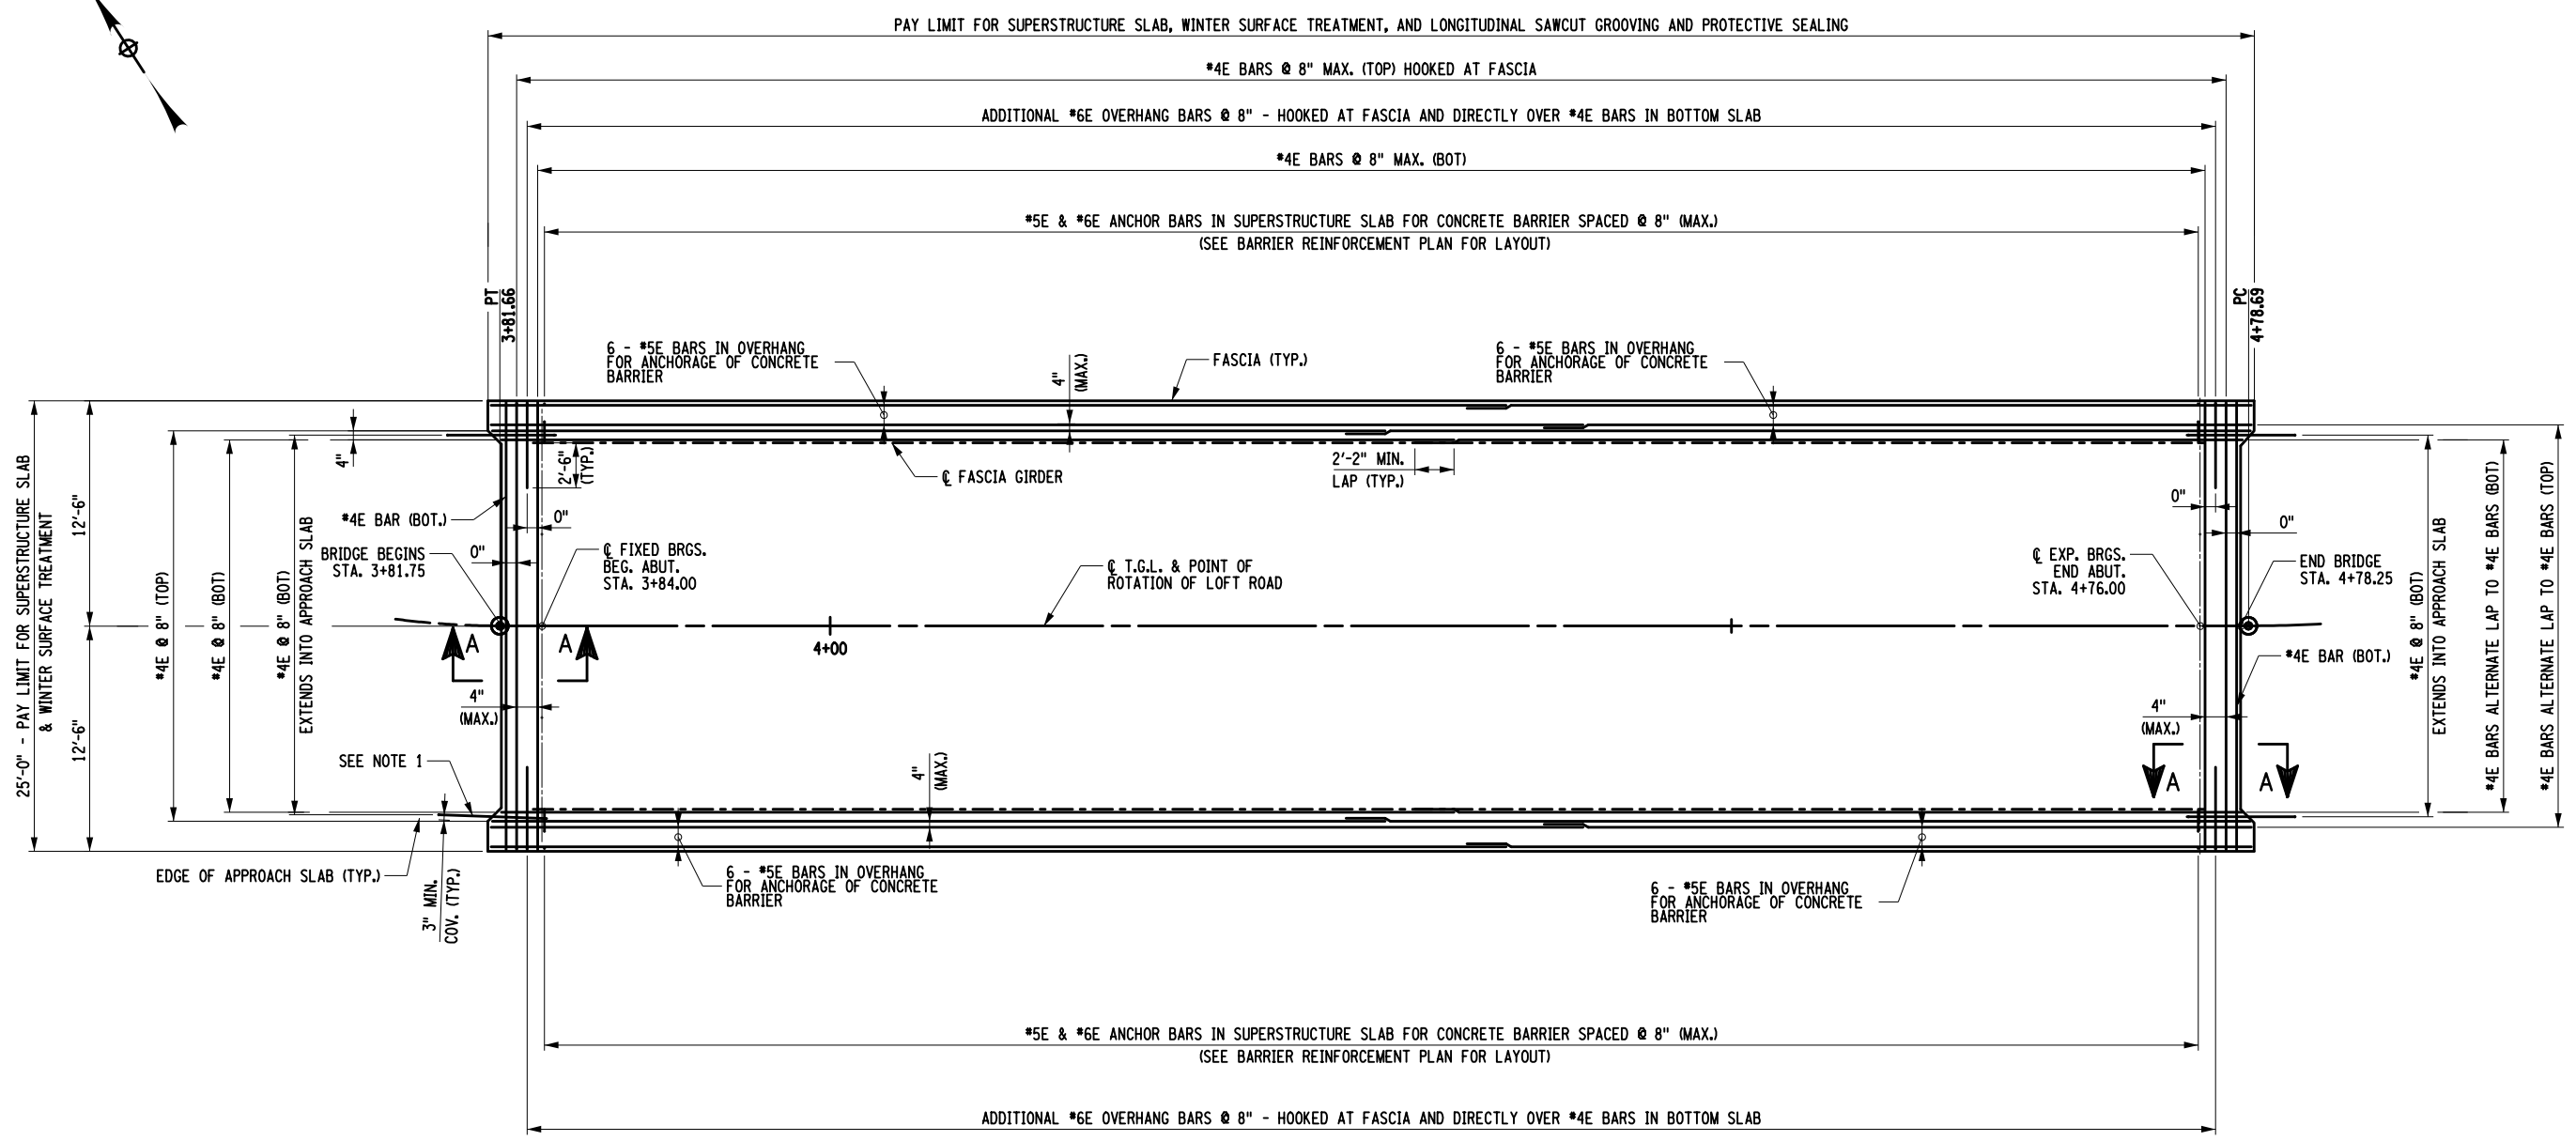 PAY LIMIT FOR SUPERSTRUCTURE SLAB, WINTER SURFACE TREATMENT, AND LONGITUDINAL SAWCUT GROOVING AND PROTECTIVE SEALING
#4E BARS @ 8" MAX. (TOP) HOOKED AT FASCIA
ADDITIONAL #6E OVERHANG BARS @ 8" - HOOKED AT FASCIA AND DIRECTLY OVER #4E BARS IN BOTTOM SLAB
#4E BARS @ 8" MAX. (BOT)
#5E & #6E ANCHOR BARS IN SUPERSTRUCTURE SLAB FOR CONCRETE BARRIER SPACED @ 8" (MAX.)
(SEE BARRIER REINFORCEMENT PLAN FOR LAYOUT)
PT
3+81.66
PC
4+78.69
6 - #5E BARS IN OVERHANG
FOR ANCHORAGE OF CONCRETE
BARRIER
4"
(MAX.)
FASCIA (TYP.)
6 - #5E BARS IN OVERHANG
FOR ANCHORAGE OF CONCRETE
BARRIER
25'-0" - PAY LIMIT FOR SUPERSTRUCTURE SLAB
& WINTER SURFACE TREATMENT
12'-6"
12'-6"
#4E @ 8" (TOP)
#4E @ 8" (BOT)
#4E @ 8" (BOT)
EXTENDS INTO APPROACH SLAB
4"
2'-6"
(TYP.)
℄ FASCIA GIRDER
2'-2" MIN.
LAP (TYP.)
#4E BAR (BOT.)
0"
0"
BRIDGE BEGINS
STA. 3+81.75
℄ FIXED BRGS.
BEG. ABUT.
STA. 3+84.00
℄ T.G.L. & POINT OF
ROTATION OF LOFT ROAD
4+00
0"
0"
℄ EXP. BRGS.
END ABUT.
STA. 4+76.00
END BRIDGE
STA. 4+78.25
#4E BAR (BOT.)
#4E @ 8" (BOT)
EXTENDS INTO APPROACH SLAB
#4E BARS ALTERNATE LAP TO #4E BARS (BOT)
#4E BARS ALTERNATE LAP TO #4E BARS (TOP)
A
A
4"
(MAX.)
4"
(MAX.)
A
A
SEE NOTE 1
4"
(MAX.)
EDGE OF APPROACH SLAB (TYP.)
3" MIN.
COV. (TYP.)
6 - #5E BARS IN OVERHANG
FOR ANCHORAGE OF CONCRETE
BARRIER
6 - #5E BARS IN OVERHANG
FOR ANCHORAGE OF CONCRETE
BARRIER
#5E & #6E ANCHOR BARS IN SUPERSTRUCTURE SLAB FOR CONCRETE BARRIER SPACED @ 8" (MAX.)
(SEE BARRIER REINFORCEMENT PLAN FOR LAYOUT)
ADDITIONAL #6E OVERHANG BARS @ 8" - HOOKED AT FASCIA AND DIRECTLY OVER #4E BARS IN BOTTOM SLAB